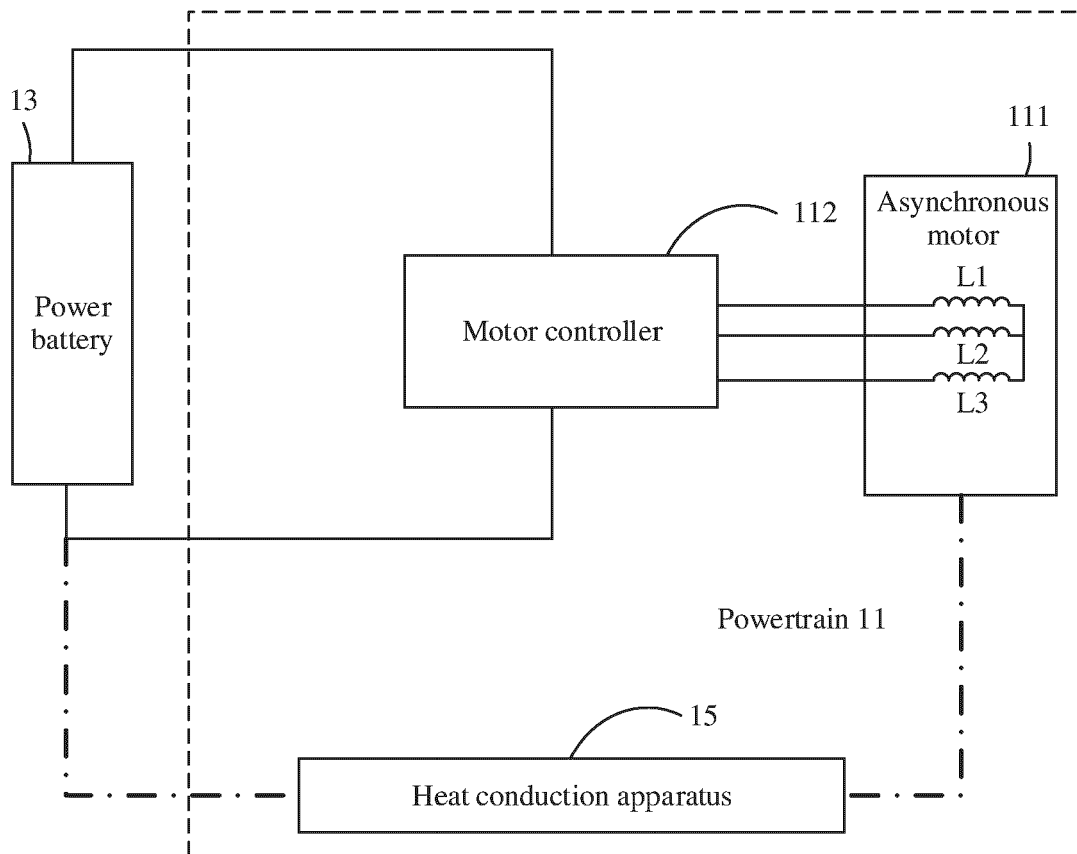 13
111
112
Asynchronous
motor
L1
L2
L3
Power
battery
Motor controller
Powertrain 11
15
Heat conduction apparatus